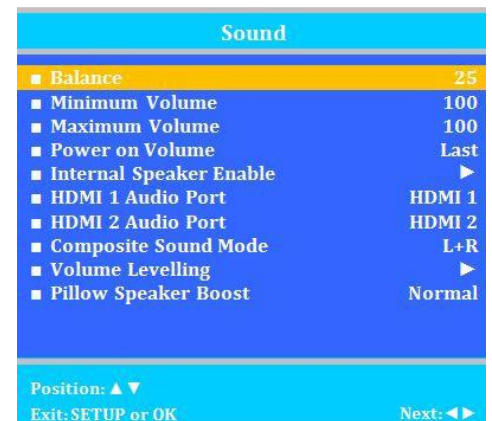 Sound
■ Balance 25
■ Minimum Volume 100
■ Maximum Volume 100
■ Power on Volume Last
■ Internal Speaker Enable ►
■ HDMI 1 Audio Port HDMI 1
■ HDMI 2 Audio Port HDMI 2
■ Composite Sound Mode L+R
■ Volume Levelling ►
■ Pillow Speaker Boost Normal
Position: ▲ ▼
Exit: SETUP or OK Next: ◄►